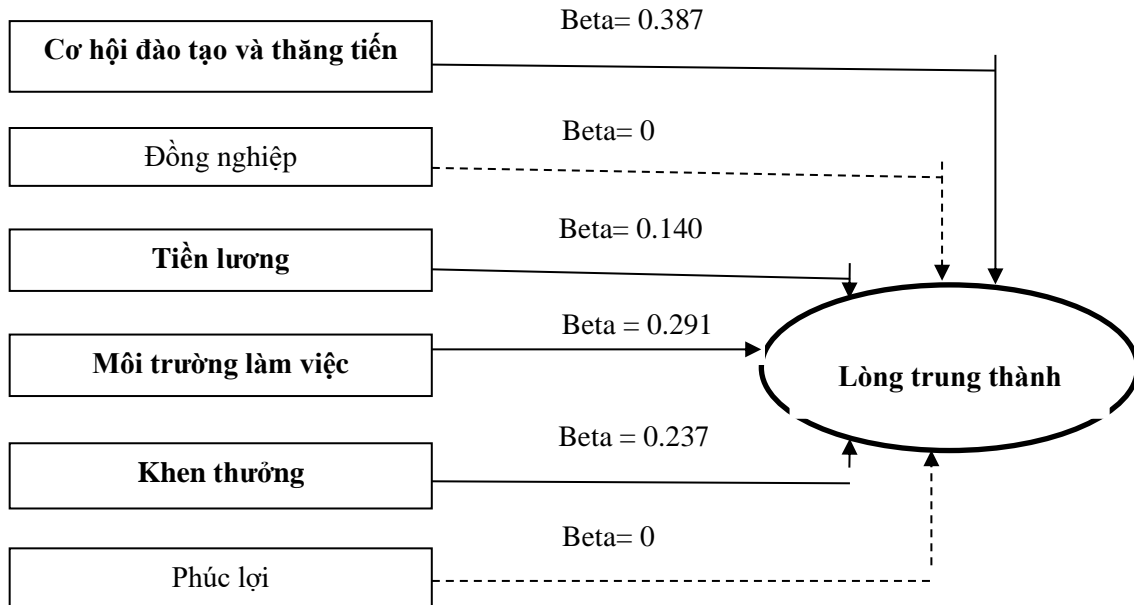 Beta= 0.387
Cơ hội đào tạo và thăng tiến
Beta= 0
Đồng nghiệp
Beta= 0.140
Tiền lương
Beta = 0.291
Môi trường làm việc
Lòng trung thành
Beta = 0.237
Khen thưởng
Beta= 0
Phúc lợi